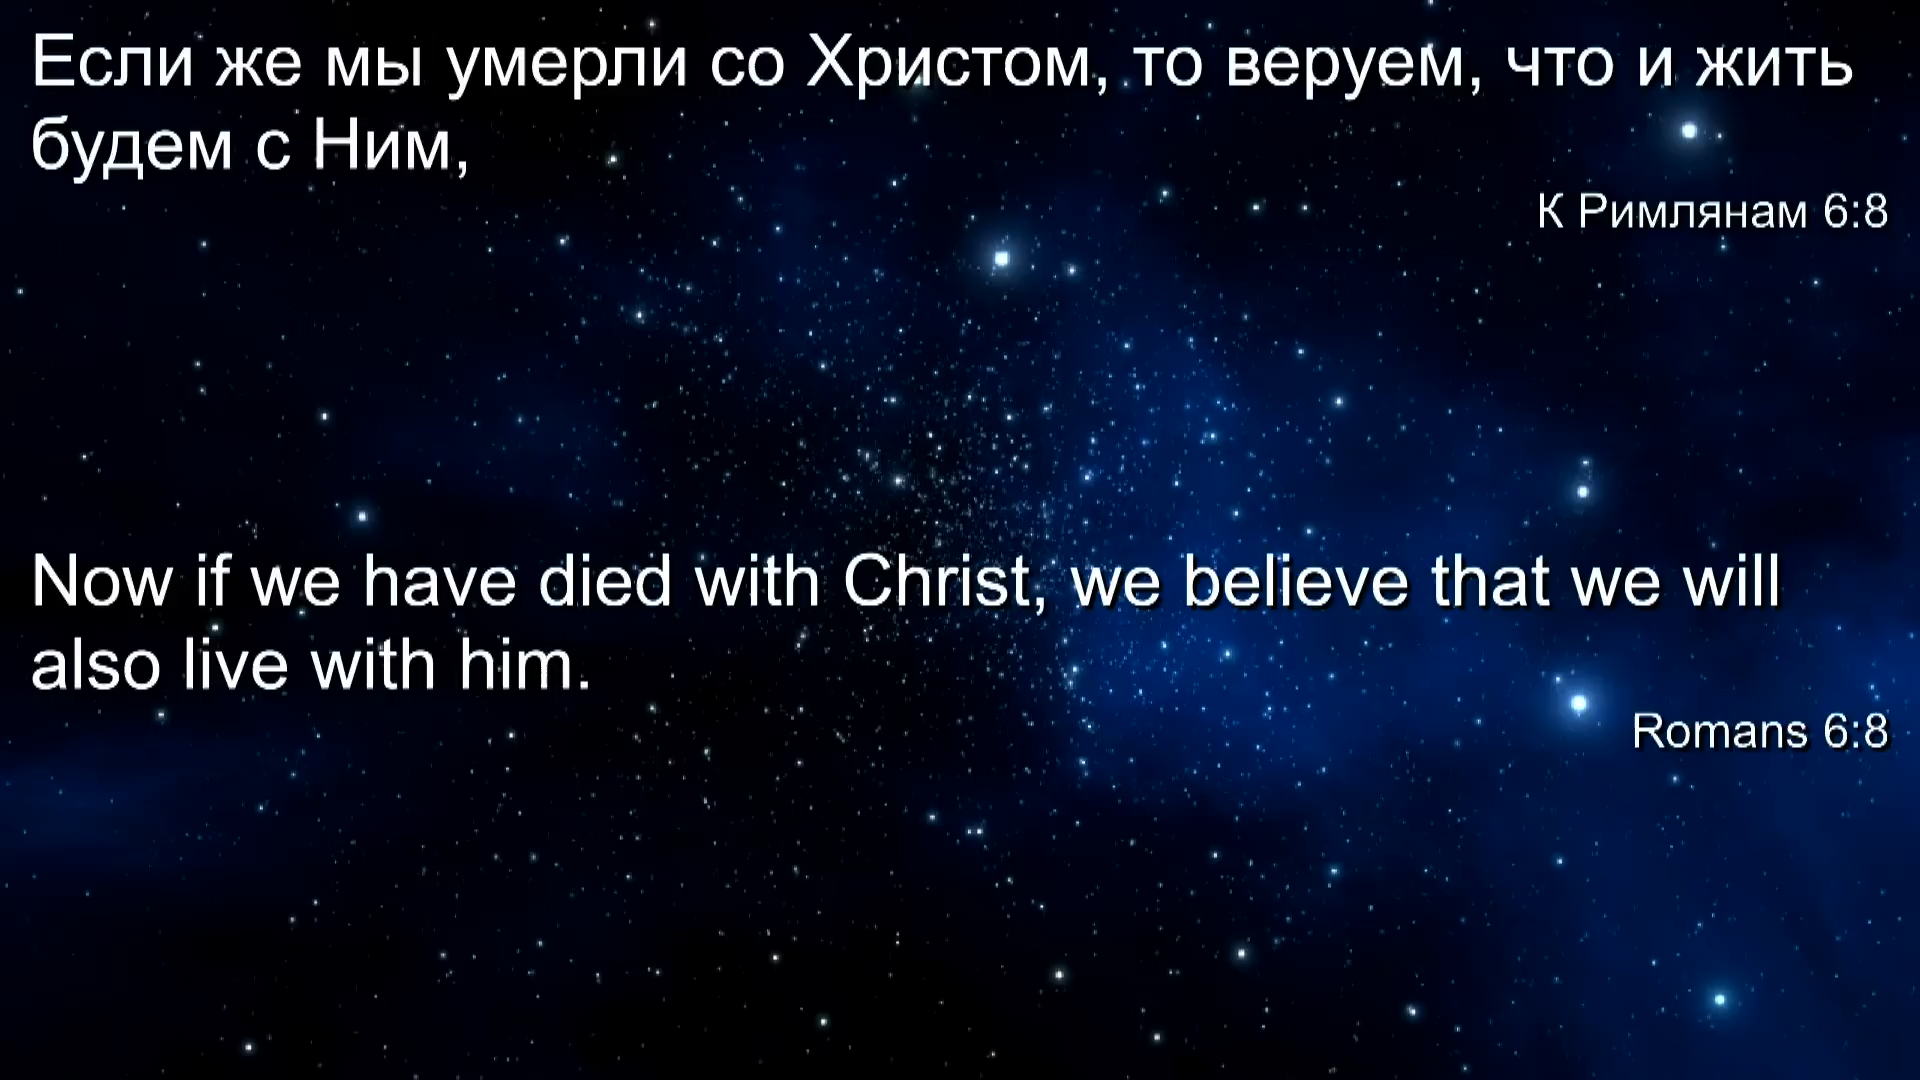 Если же мы умерли со Христом, то веруем, что и жить
будем с Ним,
К Римлянам 6:8
Now if we have died with Christ, we believe that we will
also live with him.
Romans 6:8